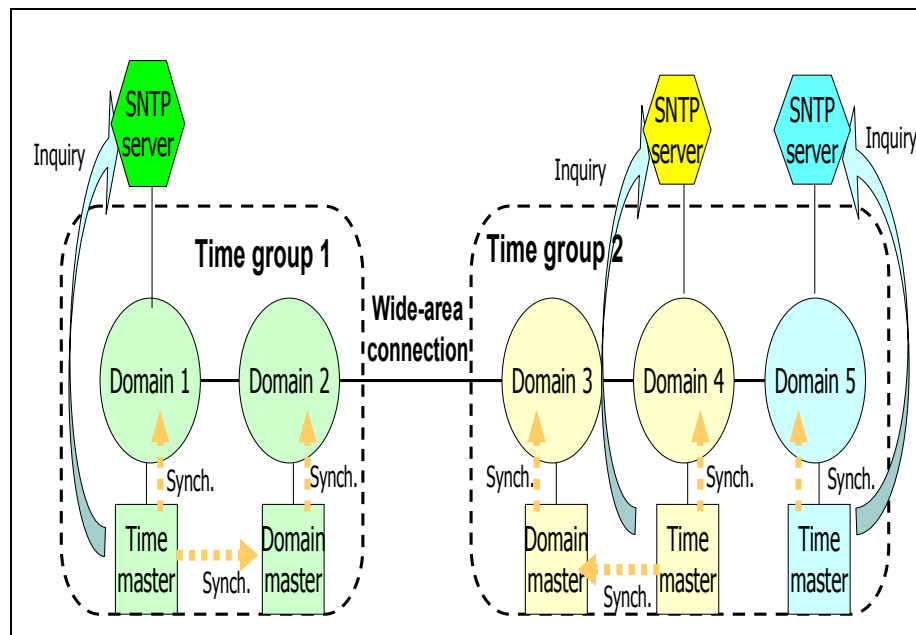 SNTP
server
SNTP
server
SNTP
server
Inquiry
Inquiry
Inquiry
Time group 1
Time group 2
Wide-area
connection
Domain 1
Domain 2
Domain 3
Domain 4
Domain 5
Synch.
Synch.
Synch.
Synch.
Synch.
Time
master
Domain
master
Domain
master
Time
master
Time
master
Synch.
Synch.